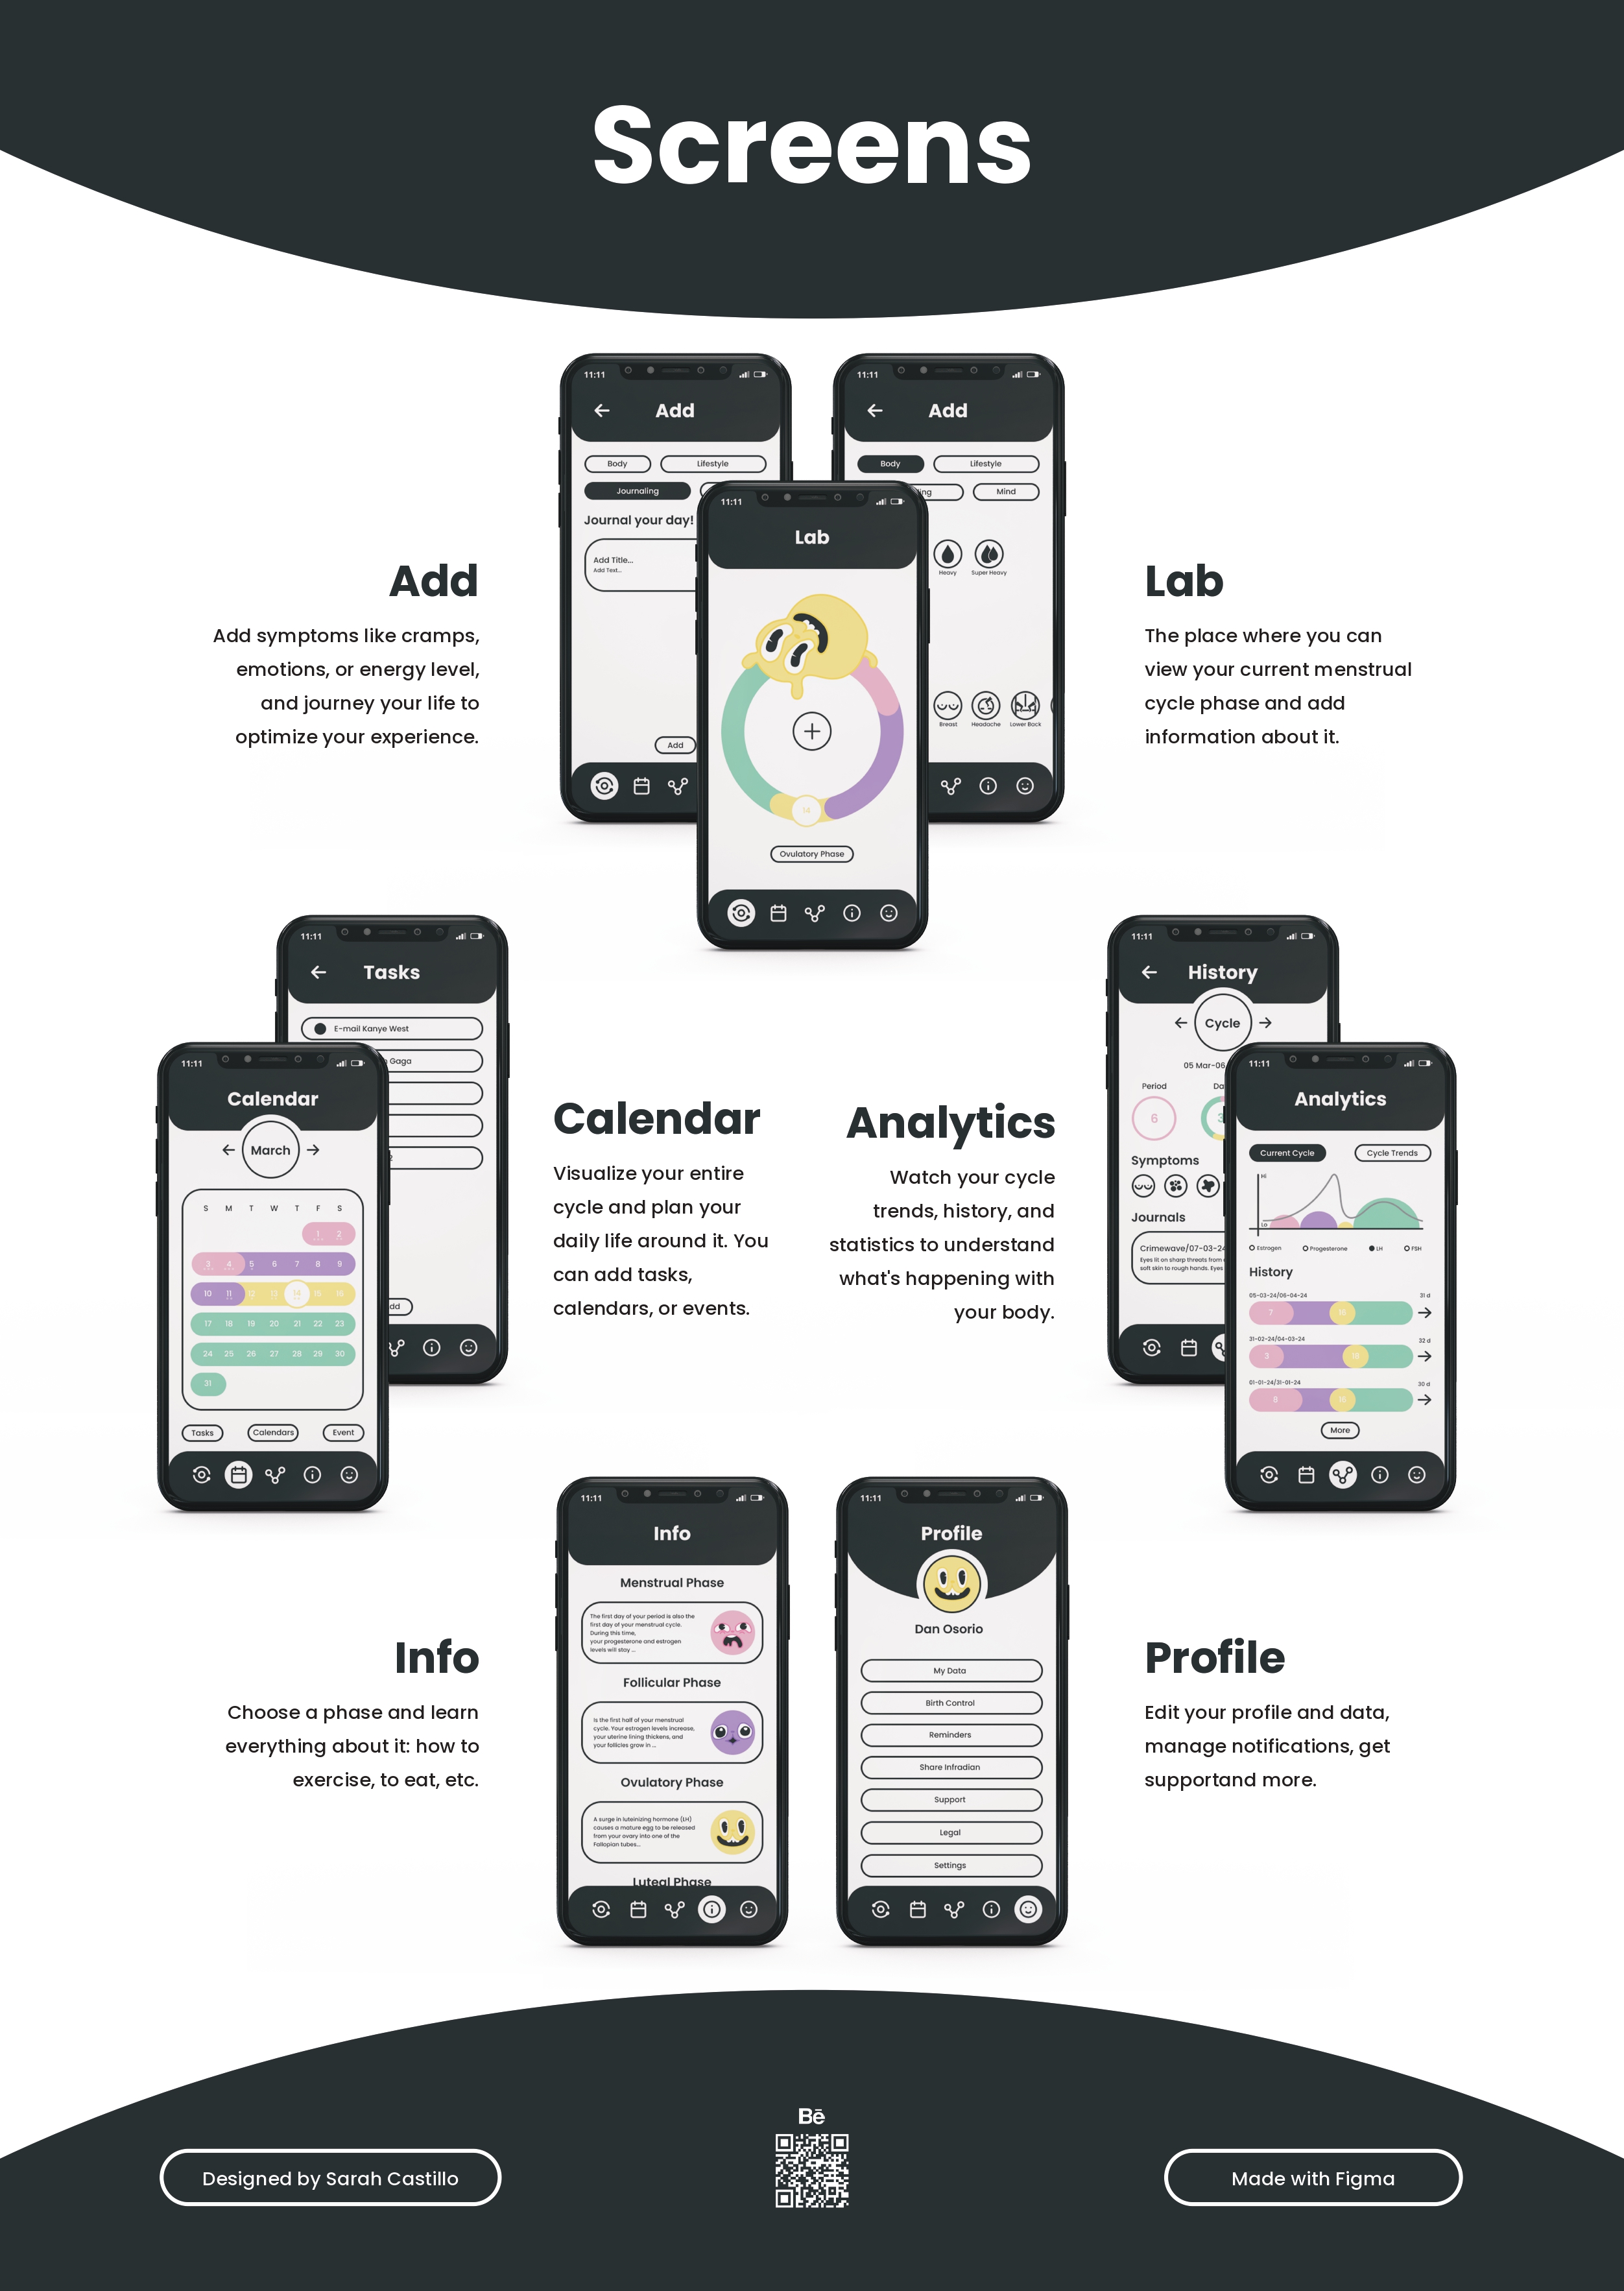 Screens
11:11
Add
Body
Lifestyle
Journaling
Journal your day!
Add Title...
Add Text...
Add
11:11
Add
Body
Lifestyle
Mind
Heavy
Super Heavy
Breast
Headache
Lower Back
11:11
Lab
14
Ovulatory Phase
Add
Add symptoms like cramps,
emotions, or energy level,
and journey your life to
optimize your experience.
Lab
The place where you can
view your current menstrual
cycle phase and add
information about it.
11:11
Tasks
E-mail Kanye West
Gaga
11:11
Calendar
March
S M T W T F S
1 2
3 4 5 6 7 8 9
10 11 12 13 14 15 16
17 18 19 20 21 22 23
24 25 26 27 28 29 30
31
Tasks
Calendars
Event
Calendar
Visualize your entire
cycle and plan your
daily life around it. You
can add tasks,
calendars, or events.
Analytics
Watch your cycle
trends, history, and
statistics to understand
what's happening with
your body.
11:11
History
Cycle
05 Mar-06
Period
6
Symptoms
Journals
Crimewave/07-03-24
Eyes lit on sharp threats from
soft skin to rough hands. Eyes
11:11
Analytics
Current Cycle
Cycle Trends
Hi
Lo
Estrogen
Progesterone
LH
FSH
History
05-03-24/06-04-24
31 d
7
31-02-24/04-03-24
32 d
3
01-01-24/31-01-24
30 d
More
11:11
Info
Menstrual Phase
The first day of your period is also the
first day of your menstrual cycle.
During this time,
your progesterone and estrogen
levels will stay ...
Follicular Phase
Is the first half of your menstrual
cycle. Your estrogen levels increase,
your uterine lining thickens, and
your follicles grow in ...
Ovulatory Phase
A surge in luteinizing hormone (LH)
causes a mature egg to be released
from your ovary into one of the
Fallopian tubes...
Luteal Phase
11:11
Profile
Dan Osorio
My Data
Birth Control
Reminders
Share Infradian
Support
Legal
Settings
Info
Choose a phase and learn
everything about it: how to
exercise, to eat, etc.
Profile
Edit your profile and data,
manage notifications, get
supportand more.
Bē
Designed by Sarah Castillo
Made with Figma